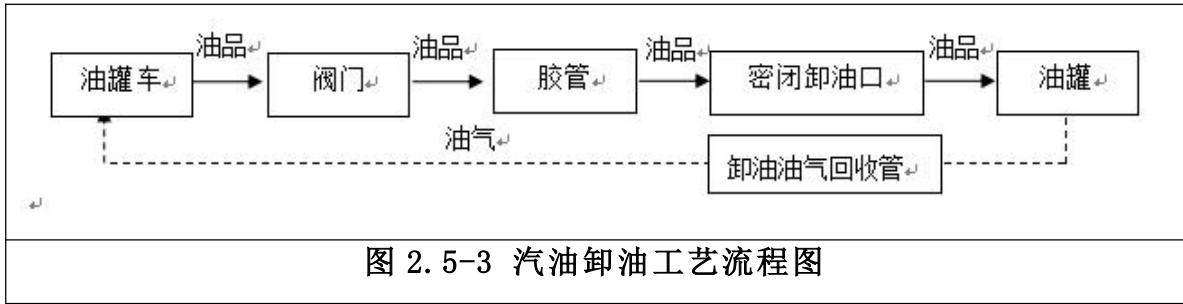 油品 油品 油品 油品
油罐车 阀门 胶管 密闭卸油口 油罐
油气
卸油油气回收管
图 2.5-3 汽油卸油工艺流程图